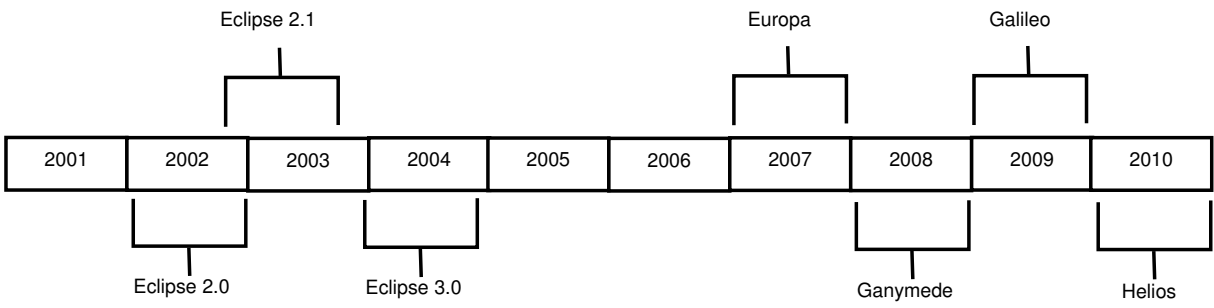 Eclipse 2.1
Europa
Galileo
2001
2002
2003
2004
2005
2006
2007
2008
2009
2010
Eclipse 2.0
Eclipse 3.0
Ganymede
Helios